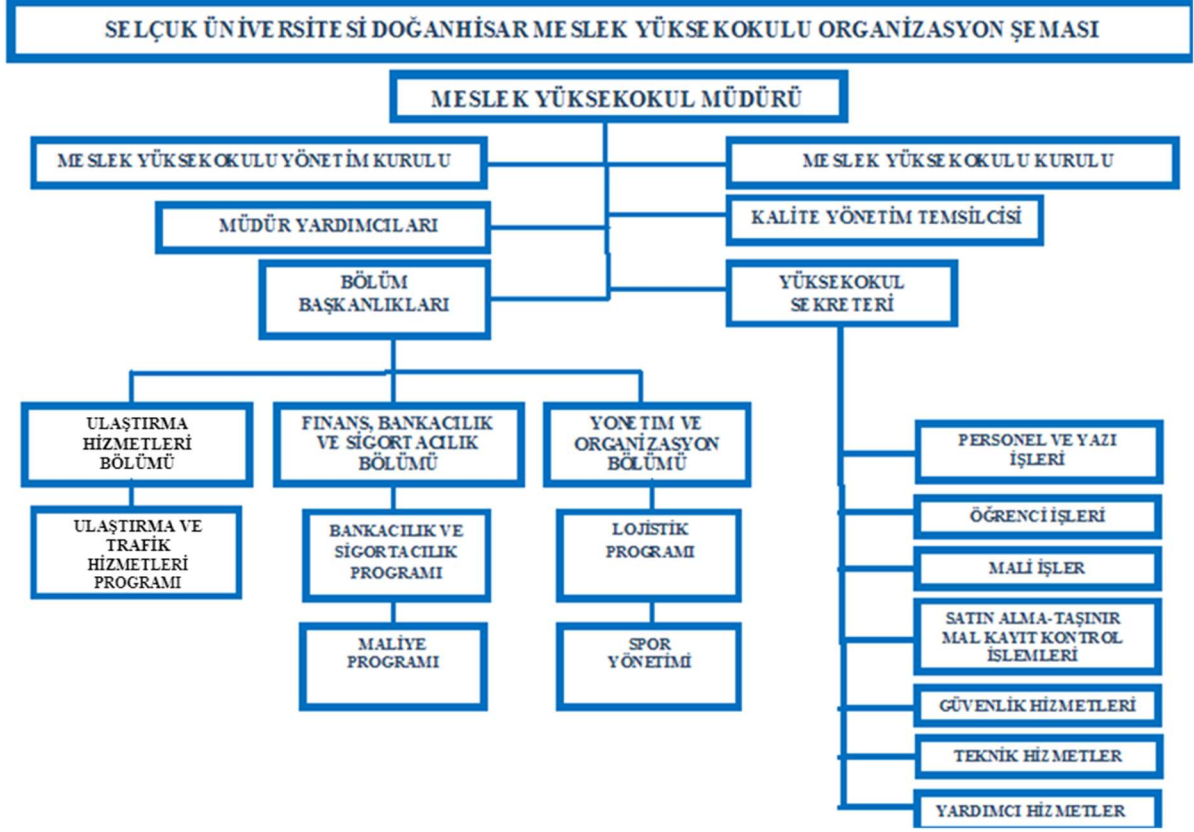 SELÇUK ÜNİVERSİTESİ DOĞANHİSAR MESLEK YÜKSEKOKULU ORGANİZASYON ŞEMASI
MESLEK YÜKSEKOKUL MÜDÜRÜ
MESLEK YÜKSEKOKULU YÖNETİM KURULU
MESLEK YÜKSEKOKULU KURULU
MÜDÜR YARDIMCILARI
KALİTE YÖNETİM TEMSİLCİSİ
BÖLÜM
BAŞKANLIKLARI
YÜKSEKOKUL
SEKRETERİ
ULAŞTIRMA
HİZMETLERİ
BÖLÜMÜ
FINANS, BANKACILIK
VE SİGORTACILIK
BÖLÜMÜ
YONETIM VE
ORGANİZASYON
BÖLÜMÜ
ULAŞTIRMA VE
TRAFİK
HİZMETLERİ
PROGRAMI
BANKACILIK VE
SİGORTACILIK
PROGRAMI
LOJİSTİK
PROGRAMI
MALİYE
PROGRAMI
SPOR
YÖNETİMİ
PERSONEL VE YAZI
İŞLERİ
ÖĞRENCİ İŞLERİ
MALİ İŞLER
SATIN ALMA-TAŞINIR
MAL KAYIT KONTROL
İŞLEMLERİ
GÜVENLİK HİZMETLERİ
TEKNİK HİZMETLER
YARDIMCI HİZMETLER